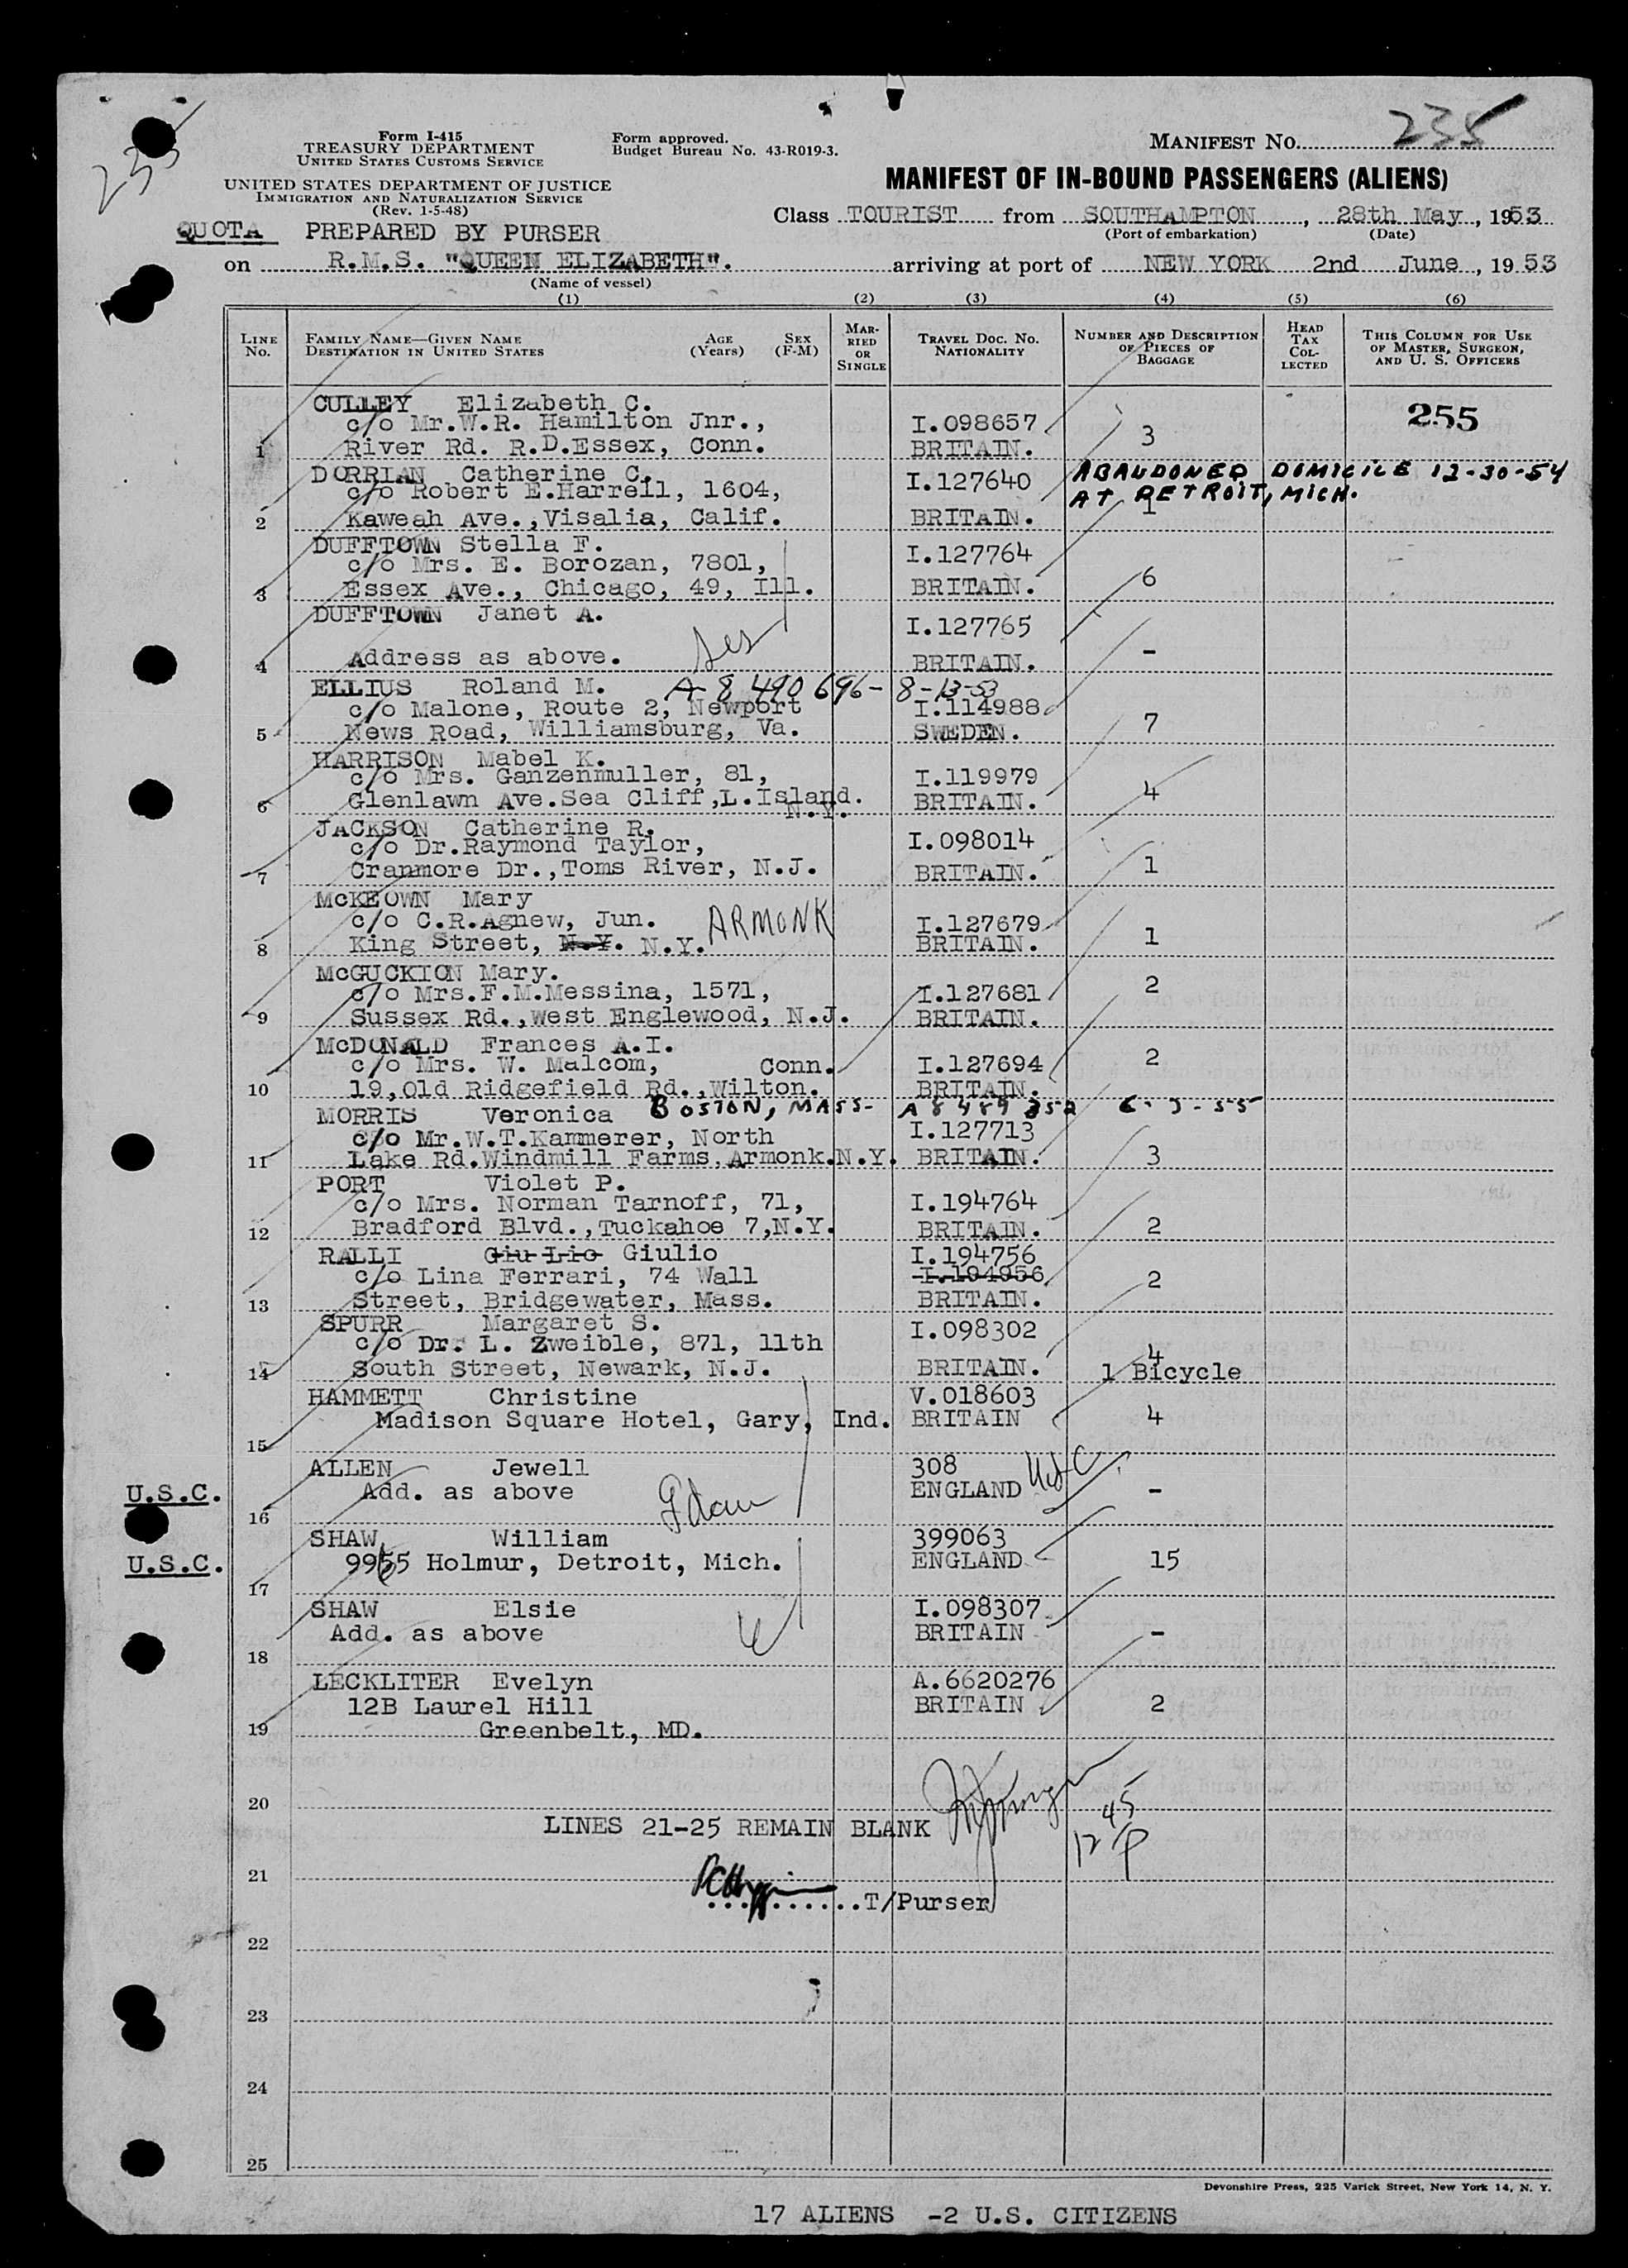 235
235
Form I-415
TREASURY DEPARTMENT
UNITED STATES CUSTOMS SERVICE
Form approved.
Budget Bureau No. 43-R019-3.
MANIFEST NO. 235
UNITED STATES DEPARTMENT OF JUSTICE
IMMIGRATION AND NATURALIZATION SERVICE
(Rev. 1-5-48)
MANIFEST OF IN-BOUND PASSENGERS (ALIENS)
Class TOURIST from SOUTHAMPTON, 28th May, 1953
(Port of embarkation) (Date)
QUOTA PREPARED BY PURSER
on R.M.S. "QUEEN ELIZABETH". arriving at port of NEW YORK 2nd June, 1953
(Name of vessel)
(1) (2) (3) (4) (5) (6)
LINE No.
FAMILY NAME—GIVEN NAME
DESTINATION IN UNITED STATES
AGE (Years)
SEX (F-M)
MARRIED OR SINGLE
TRAVEL DOC. NO. NATIONALITY
NUMBER AND DESCRIPTION OF PIECES OF BAGGAGE
HEAD TAX COLLECTED
THIS COLUMN FOR USE OF MASTER, SURGEON, AND U. S. OFFICERS
255
CULLEY Elizabeth C.
c/o Mr.W.R. Hamilton Jnr., I.098657 3
1 River Rd. R.D.Essex, Conn. BRITAIN.
DORRIAN Catherine C. ABANDONED DOMICILE 12-30-54
c/o Robert E.Harrell, 1604, I.127640 AT DETROIT, MICH.
2 Kaweah Ave.,Visalia, Calif. BRITAIN. 1
DUFFTOWN Stella F. I.127764
c/o Mrs. E. Borozan, 7801, 6
3 Essex Ave., Chicago, 49, Ill. BRITAIN.
DUFFTOWN Janet A. I.127765
4 Address as above. BRITAIN. -
ELLIUS Roland M. A-8 490 696- 8-13-53
c/o Malone, Route 2, Newport I.114988
5 News Road, Williamsburg, Va. SWEDEN. 7
HARRISON Mabel K.
c/o Mrs. Ganzenmuller, 81, I.119979
6 Glenlawn Ave.Sea Cliff,L.Island. BRITAIN. 4
N.Y.
JACKSON Catherine R.
c/o Dr.Raymond Taylor, I.098014
7 Cranmore Dr.,Toms River, N.J. BRITAIN. 1
McKEOWN Mary
c/o C.R.Agnew, Jun. ARMONK I.127679
8 King Street, N.Y. N.Y. BRITAIN. 1
McGUCKION Mary.
c/o Mrs.F.M.Messina, 1571, I.127681 2
9 Sussex Rd.,West Englewood, N.J. BRITAIN.
McDONALD Frances A.I.
c/o Mrs. W. Malcom, Conn. I.127694 2
10 19,Old Ridgefield Rd.,Wilton. BRITAIN.
MORRIS Veronica BOSTON, MASS- A8489 352 6-3-55
c/o Mr.W.T.Kammerer, North I.127713
11 Lake Rd.Windmill Farms.Armonk.N.Y. BRITAIN. 3
PORT Violet P.
c/o Mrs. Norman Tarnoff, 71, I.194764
12 Bradford Blvd.,Tuckahoe 7,N.Y. BRITAIN. 2
RALLI Giu Lio Giulio I.194756
c/o Lina Ferrari, 74 Wall I.194956 2
13 Street, Bridgewater, Mass. BRITAIN.
SPURR Margaret S. I.098302
c/o Dr. L. Zweible, 871, 11th 4
14 South Street, Newark, N.J. BRITAIN. 1 Bicycle
HAMMETT Christine V.018603
Madison Square Hotel, Gary, Ind. BRITAIN 4
15
ALLEN Jewell 308
U.S.C. Add. as above ENGLAND -
16
SHAW William 399063
U.S.C. 9955 Holmur, Detroit, Mich. ENGLAND 15
17
SHAW Elsie I.098307
Add. as above BRITAIN -
18
LECKLITER Evelyn A.6620276
12B Laurel Hill BRITAIN 2
19 Greenbelt, MD.
20
LINES 21-25 REMAIN BLANK
12 45 P
21
..........T/Purser
22
23
24
25
Devonshire Press, 225 Varick Street, New York 14, N. Y.
17 ALIENS -2 U.S. CITIZENS